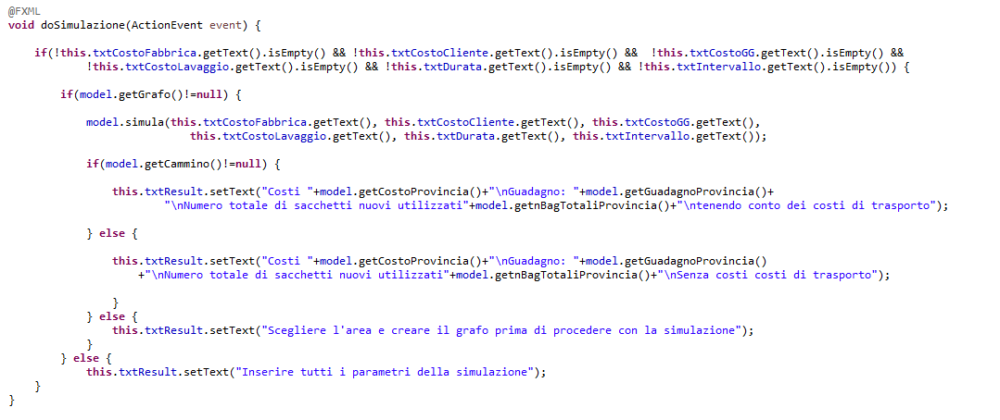 @FXML
void doSimulazione(ActionEvent event) {
if(!this.txtCostoFabbrica.getText().isEmpty() && !this.txtCostoCliente.getText().isEmpty() &&  !this.txtCostoGG.getText().isEmpty() &&
!this.txtCostoLavaggio.getText().isEmpty() && !this.txtDurata.getText().isEmpty() && !this.txtIntervallo.getText().isEmpty()) {
if(model.getGrafo()!=null) {
model.simula(this.txtCostoFabbrica.getText(), this.txtCostoCliente.getText(), this.txtCostoGG.getText(),
this.txtCostoLavaggio.getText(), this.txtDurata.getText(), this.txtIntervallo.getText());
if(model.getCammino()!=null) {
this.txtResult.setText("Costi "+model.getCostoProvincia()+"\nGuadagno: "+model.getGuadagnoProvincia()+
"\nNumero totale di sacchetti nuovi utilizzati"+model.getnBagTotaliProvincia()+"\ntenendo conto dei costi di trasporto");
} else {
this.txtResult.setText("Costi "+model.getCostoProvincia()+"\nGuadagno: "+model.getGuadagnoProvincia()
+"\nNumero totale di sacchetti nuovi utilizzati"+model.getnBagTotaliProvincia()+"\nSenza costi costi di trasporto");
}
} else {
this.txtResult.setText("Scegliere l'area e creare il grafo prima di procedere con la simulazione");
}
} else {
this.txtResult.setText("Inserire tutti i parametri della simulazione");
}
}